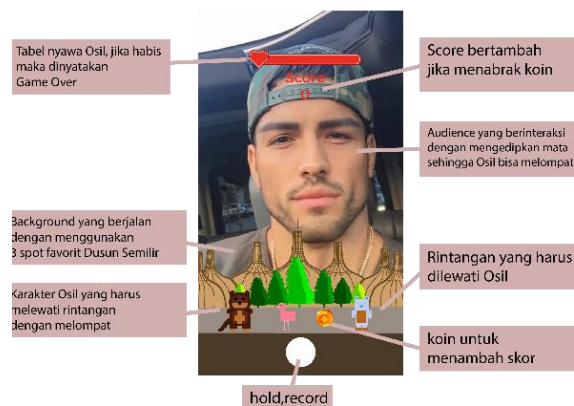 Tabel nyawa Osil, jika habis
maka dinyatakan
Game Over
Score bertambah
jika menabrak koin
Score
0
Audience yang berinteraksi
dengan mengedipkan mata
sehingga Osil bisa melompat
Background yang berjalan
dengan menggunakan
3 spot favorit Dusun Semilir
Rintangan yang harus
dilewati Osil
Karakter Osil yang harus
melewati rintangan
dengan melompat
koin untuk
menambah skor
hold,record